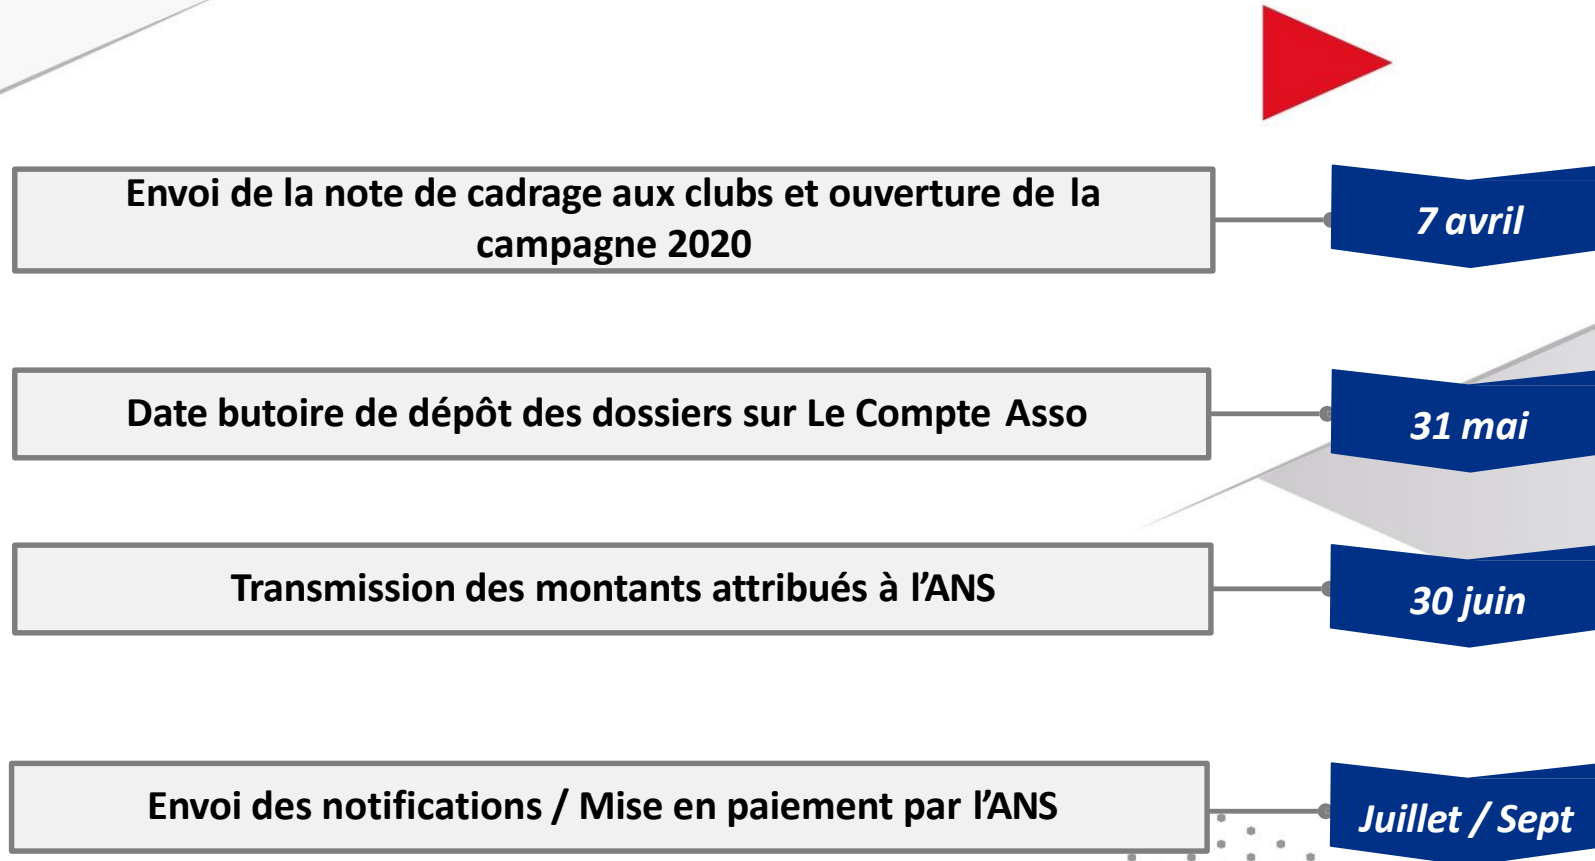 Envoi de la note de cadrage aux clubs et ouverture de la
campagne 2020
7 avril
Date butoire de dépôt des dossiers sur Le Compte Asso
31 mai
Transmission des montants attribués à l’ANS
30 juin
Envoi des notifications / Mise en paiement par l’ANS
Juillet / Sept